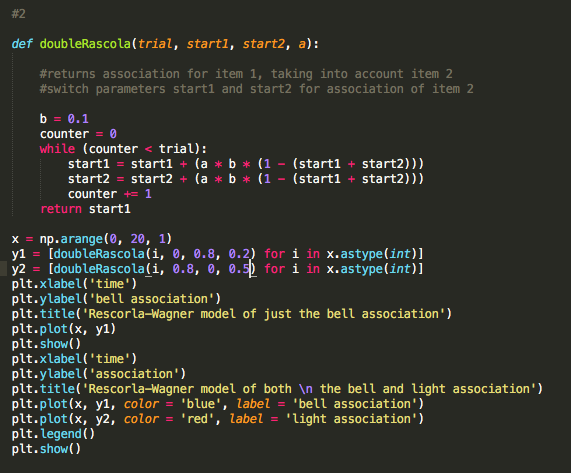 #2
def doubleRascola(trial, start1, start2, a):
#returns association for item 1, taking into account item 2
#switch parameters start1 and start2 for association of item 2
b = 0.1
counter = 0
while (counter < trial):
start1 = start1 + (a * b * (1 - (start1 + start2)))
start2 = start2 + (a * b * (1 - (start1 + start2)))
counter += 1
return start1
x = np.arange(0, 20, 1)
y1 = [doubleRascola(i, 0, 0.8, 0.2) for i in x.astype(int)]
y2 = [doubleRascola(i, 0.8, 0, 0.5) for i in x.astype(int)]
plt.xlabel('time')
plt.ylabel('bell association')
plt.title('Rescorla-Wagner model of just the bell association')
plt.plot(x, y1)
plt.show()
plt.xlabel('time')
plt.ylabel('association')
plt.title('Rescorla-Wagner model of both \n the bell and light association')
plt.plot(x, y1, color = 'blue', label = 'bell association')
plt.plot(x, y2, color = 'red', label = 'light association')
plt.legend()
plt.show()